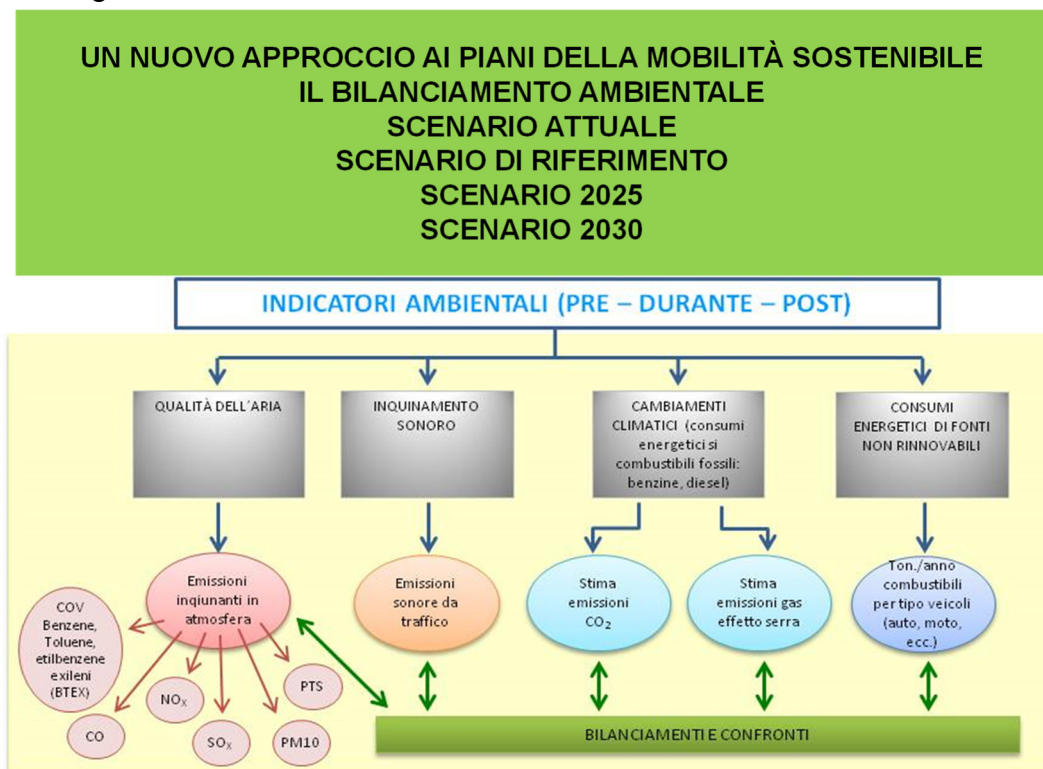 UN NUOVO APPROCCIO AI PIANI DELLA MOBILITÀ SOSTENIBILE
IL BILANCIAMENTO AMBIENTALE
SCENARIO ATTUALE
SCENARIO DI RIFERIMENTO
SCENARIO 2025
SCENARIO 2030
INDICATORI AMBIENTALI (PRE – DURANTE – POST)
QUALITÀ DELL'ARIA
INQUINAMENTO
SONORO
CAMBIAMENTI
CLIMATICI (consumi
energetici si
combustibili fossili:
benzine, diesel)
CONSUMI
ENERGETICI DI FONTI
NON RINNOVABILI
Emissioni
inqiunanti in
atmosfera
Emissioni
sonore da
traffico
Stima
emissioni
CO₂
Stima
emissioni gas
effetto serra
Ton./anno
combustibili
per tipo veicoli
(auto, moto,
ecc.)
COV
Benzene,
Toluene,
etilbenzene
exileni
(BTEX)
CO
NOₓ
SOₓ
PM10
PTS
BILANCIAMENTI E CONFRONTI